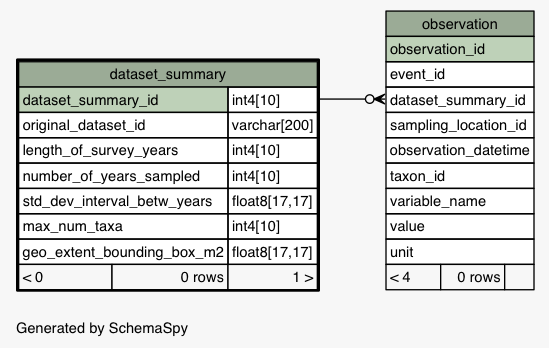 observation
observation_id
event_id
dataset_summary_id
sampling_location_id
observation_datetime
taxon_id
variable_name
value
unit
< 4 0 rows
dataset_summary
dataset_summary_id int4[10]
original_dataset_id varchar[200]
length_of_survey_years int4[10]
number_of_years_sampled int4[10]
std_dev_interval_betw_years float8[17,17]
max_num_taxa int4[10]
geo_extent_bounding_box_m2 float8[17,17]
< 0 0 rows 1 >
Generated by SchemaSpy